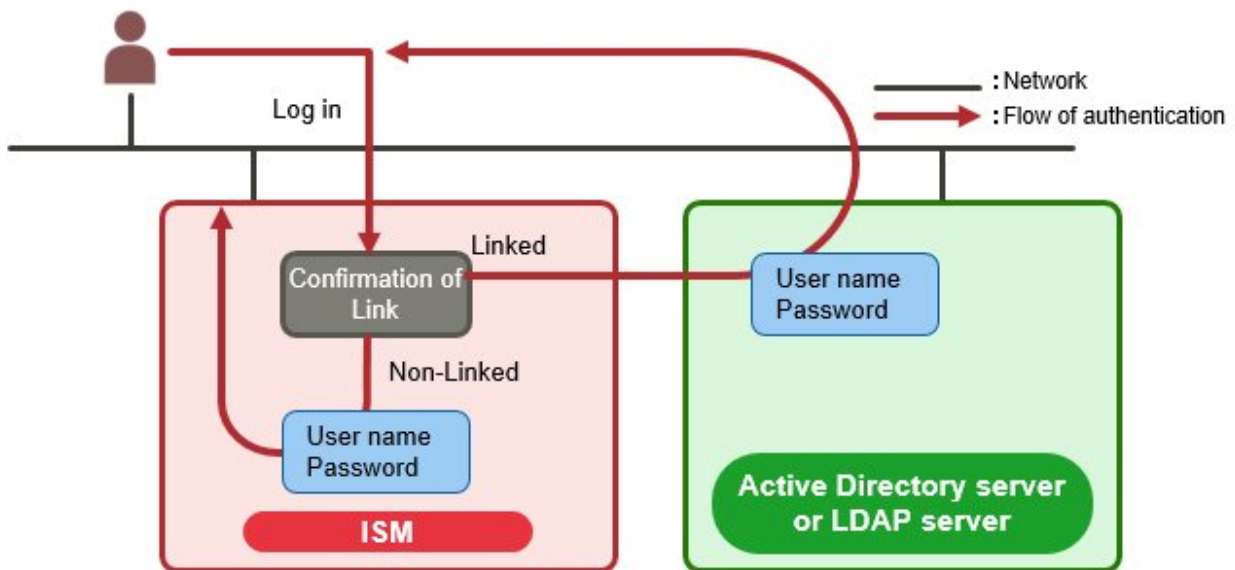 : Network
Log in
: Flow of authentication
Linked
Confirmation of
Link
User name
Password
Non-Linked
User name
Password
Active Directory server
or LDAP server
ISM